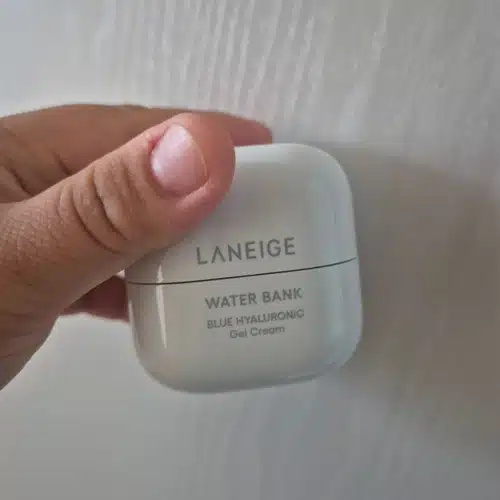 LANEIGE
WATER BANK
BLUE HYALURONIC
Gel Cream